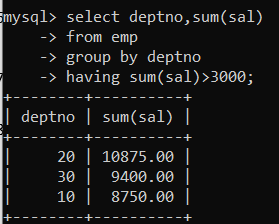 mysql> select deptno,sum(sal)
    -> from emp
    -> group by deptno
    -> having sum(sal)>3000;
+--------+----------+
| deptno | sum(sal) |
+--------+----------+
|     20 | 10875.00 |
|     30 |  9400.00 |
|     10 |  8750.00 |
+--------+----------+